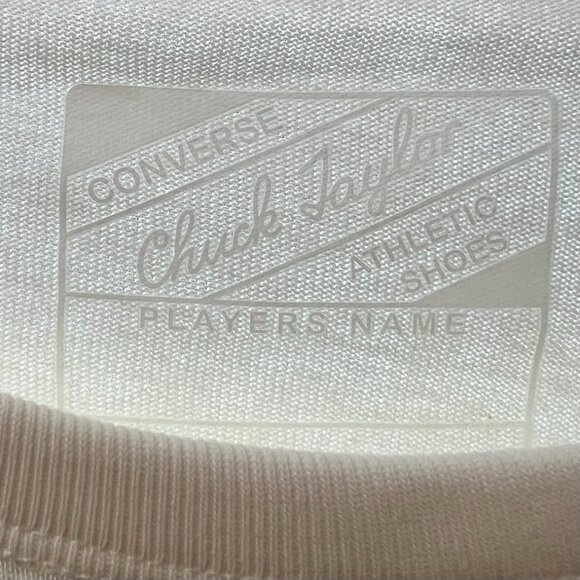 CONVERSE
Chuck Taylor
ATHLETIC
SHOES
PLAYERS NAME